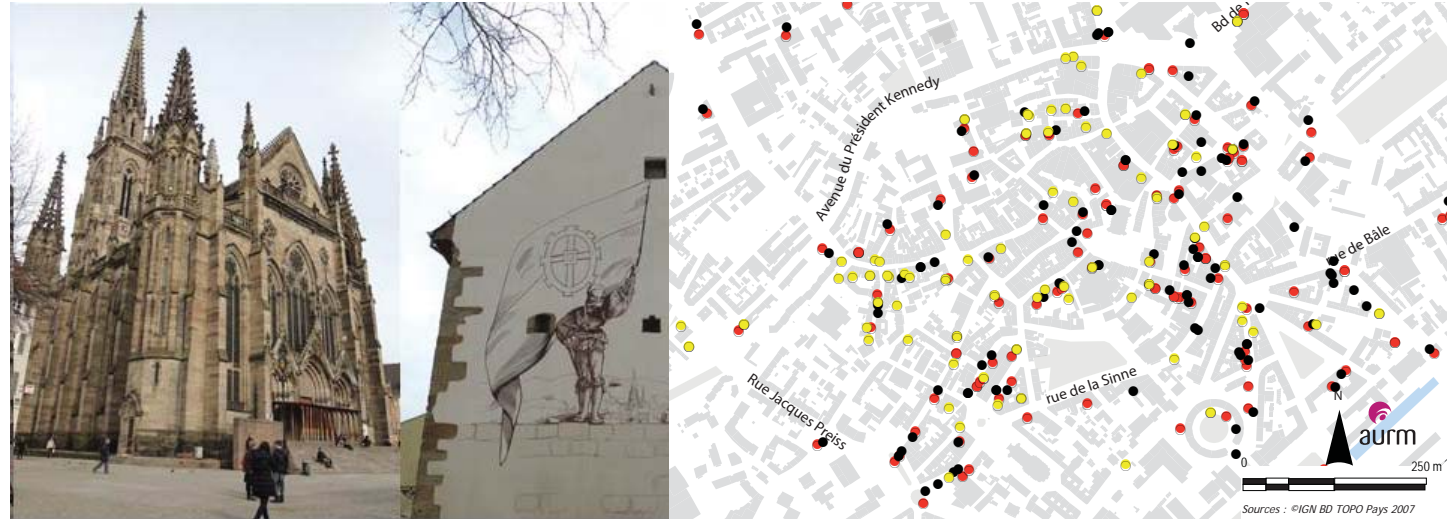 Bd de
Avenue du Président Kennedy
rue de Bâle
rue de la Sinne
Rue Jacques Preiss
N
aurm
0
250 m
Sources : ©IGN BD TOPO Pays 2007